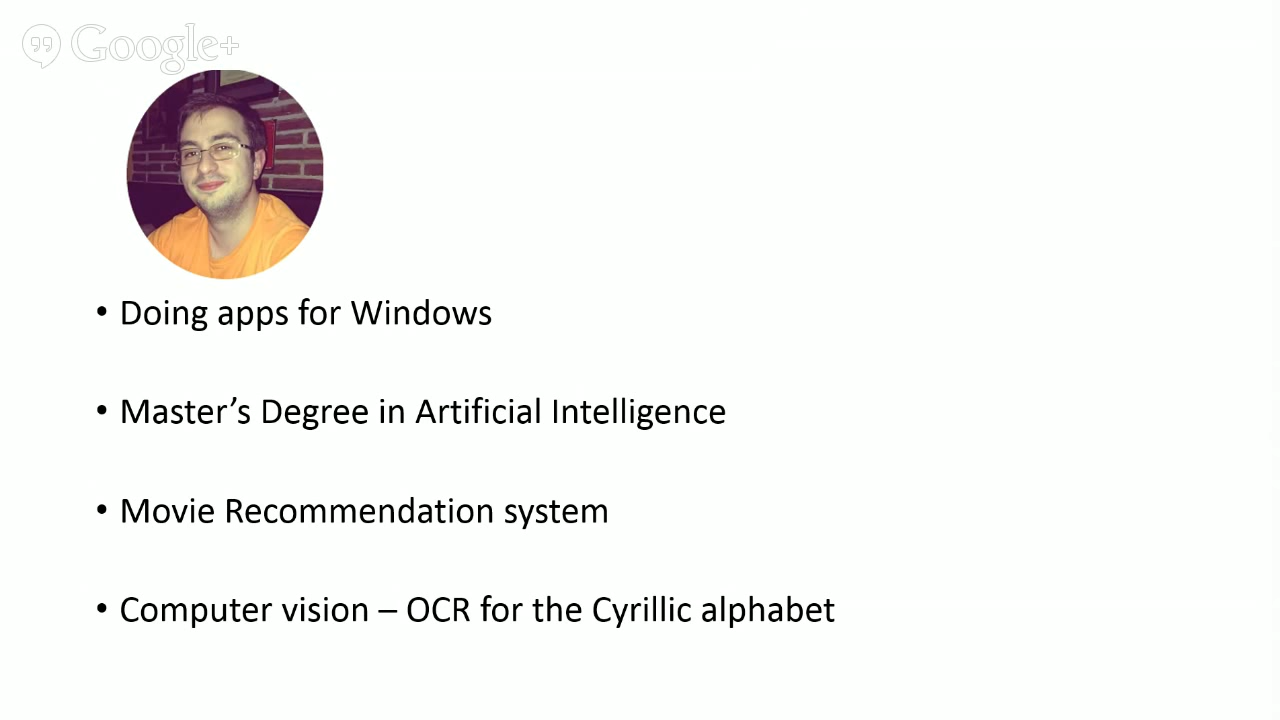 Google+
• Doing apps for Windows
• Master’s Degree in Artificial Intelligence
• Movie Recommendation system
• Computer vision – OCR for the Cyrillic alphabet